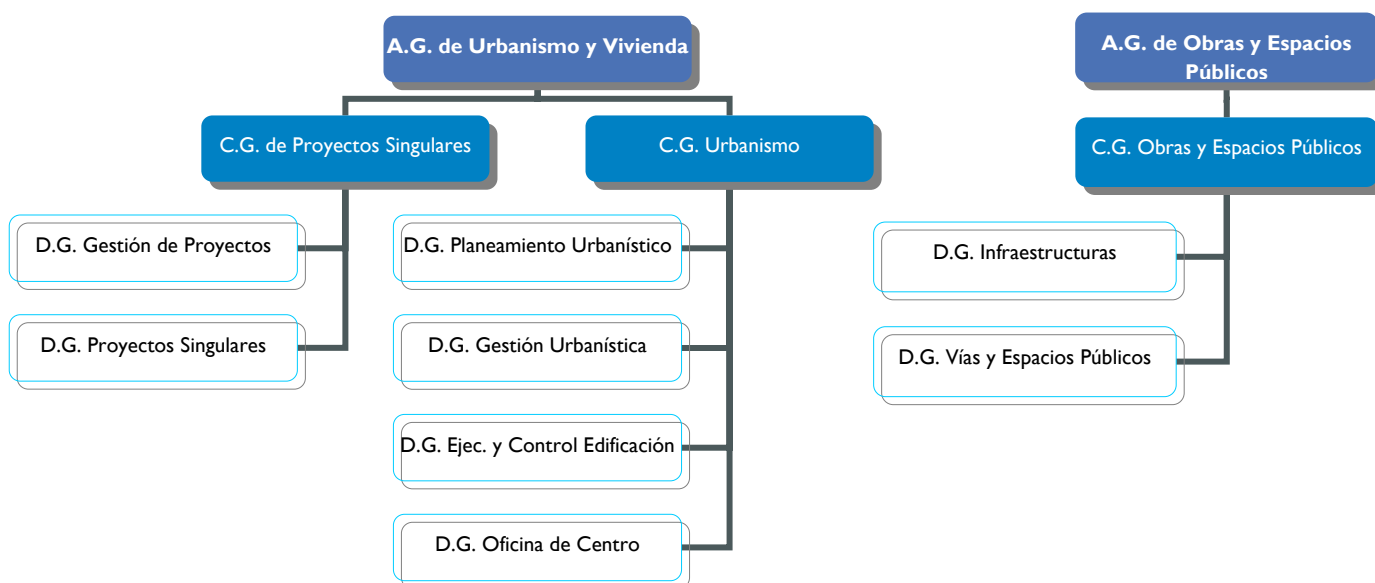 A.G. de Urbanismo y Vivienda
C.G. de Proyectos Singulares
C.G. Urbanismo
D.G. Gestión de Proyectos
D.G. Proyectos Singulares
D.G. Planeamiento Urbanístico
D.G. Gestión Urbanística
D.G. Ejec. y Control Edificación
D.G. Oficina de Centro
A.G. de Obras y Espacios
Públicos
C.G. Obras y Espacios Públicos
D.G. Infraestructuras
D.G. Vías y Espacios Públicos